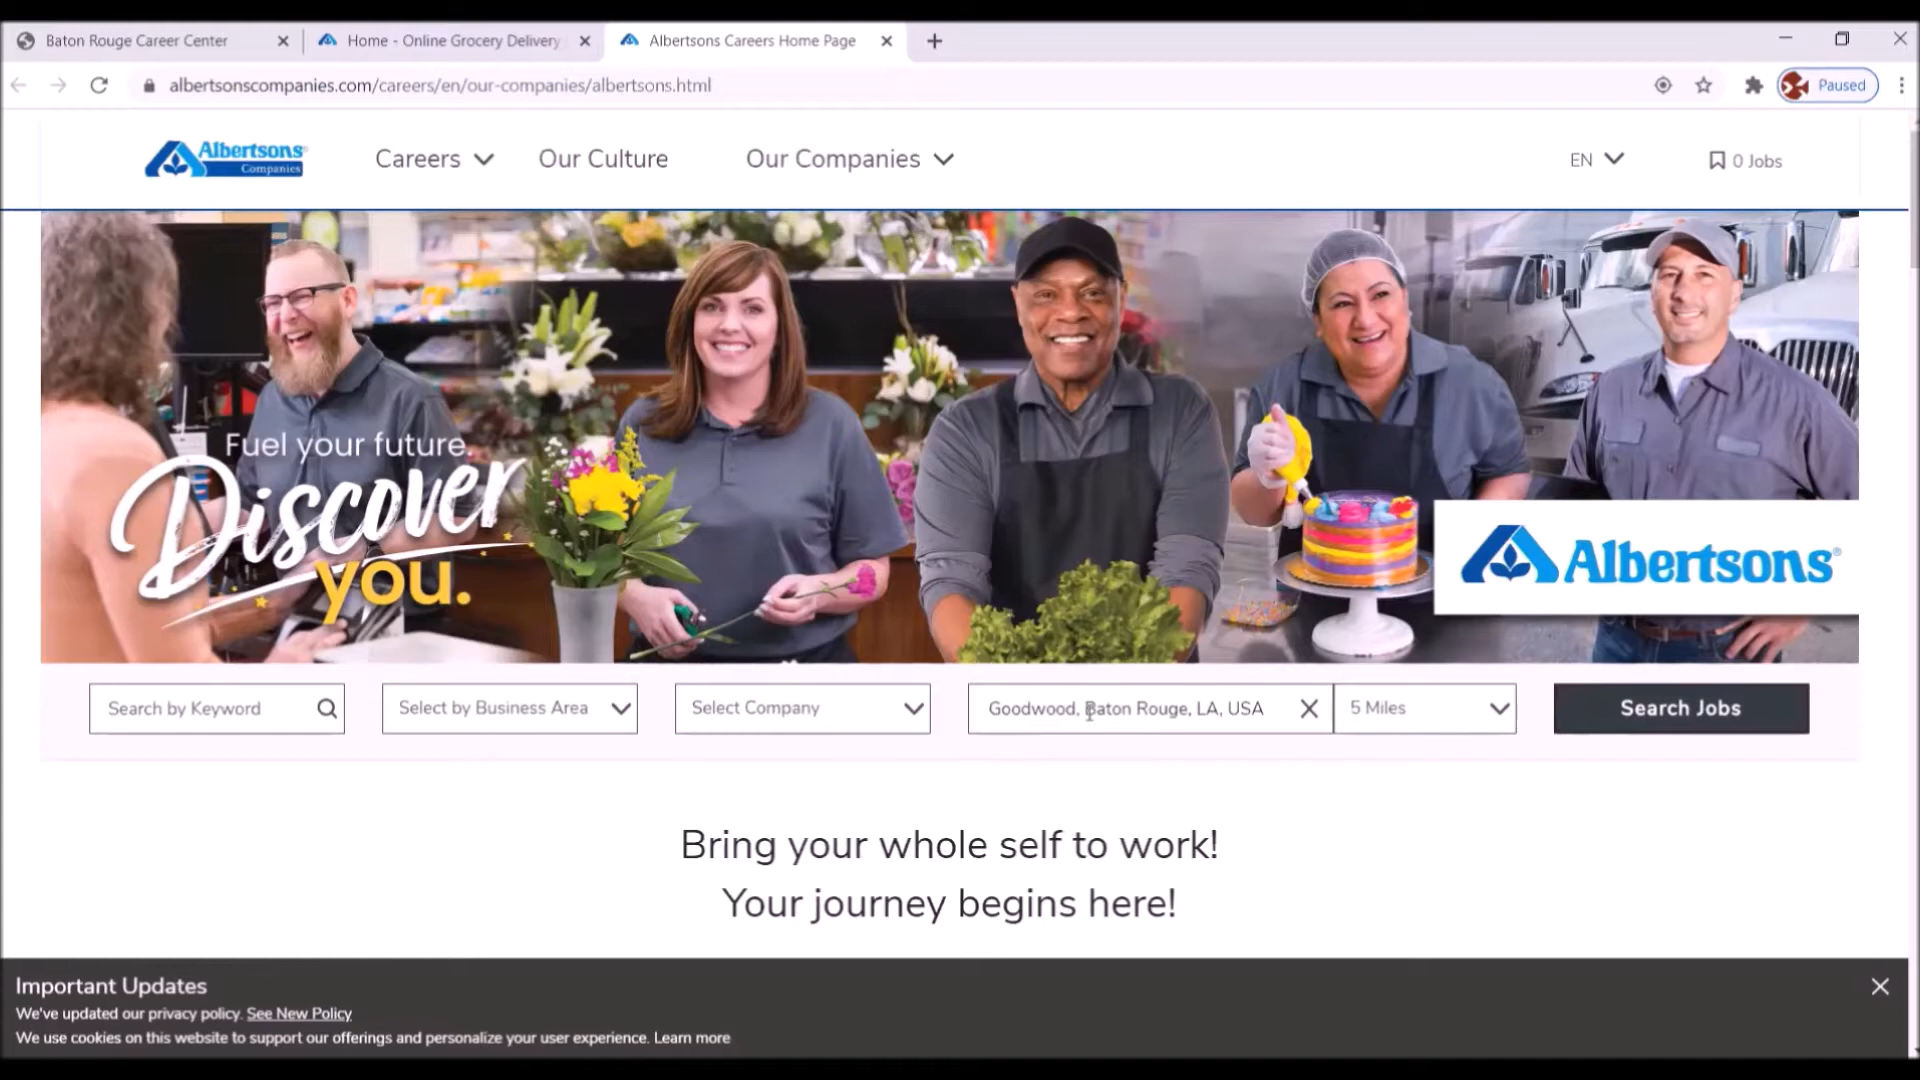 Baton Rouge Career Center
Home - Online Grocery Delivery
Albertsons Careers Home Page
albertsonscompanies.com/careers/en/our-companies/albertsons.html
Paused
Albertsons
Companies
Careers
Our Culture
Our Companies
EN
0 Jobs
Fuel your future.
Discover
you.
Albertsons
Search by Keyword
Select by Business Area
Select Company
Goodwood, Baton Rouge, LA, USA
5 Miles
Search Jobs
Bring your whole self to work!
Your journey begins here!
Important Updates
We've updated our privacy policy. See New Policy
We use cookies on this website to support our offerings and personalize your user experience. Learn more